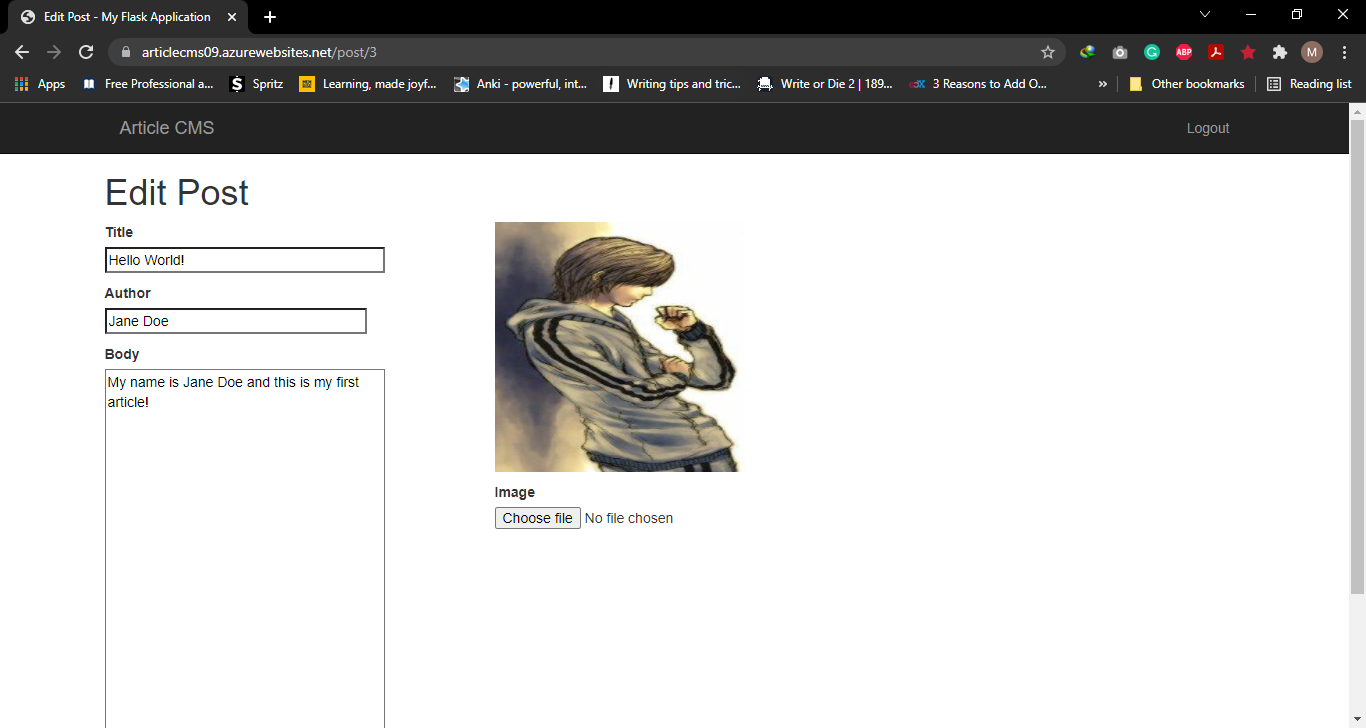 Edit Post - My Flask Application
articlecms09.azurewebsites.net/post/3
ABP
M
Apps
Free Professional a...
Spritz
Learning, made joyf...
Anki - powerful, int...
Writing tips and tric...
Write or Die 2 | 189...
3 Reasons to Add O...
»
Other bookmarks
Reading list
Article CMS
Logout
Edit Post
Title
Hello World!
Author
Jane Doe
Body
My name is Jane Doe and this is my first
article!
Image
Choose file No file chosen